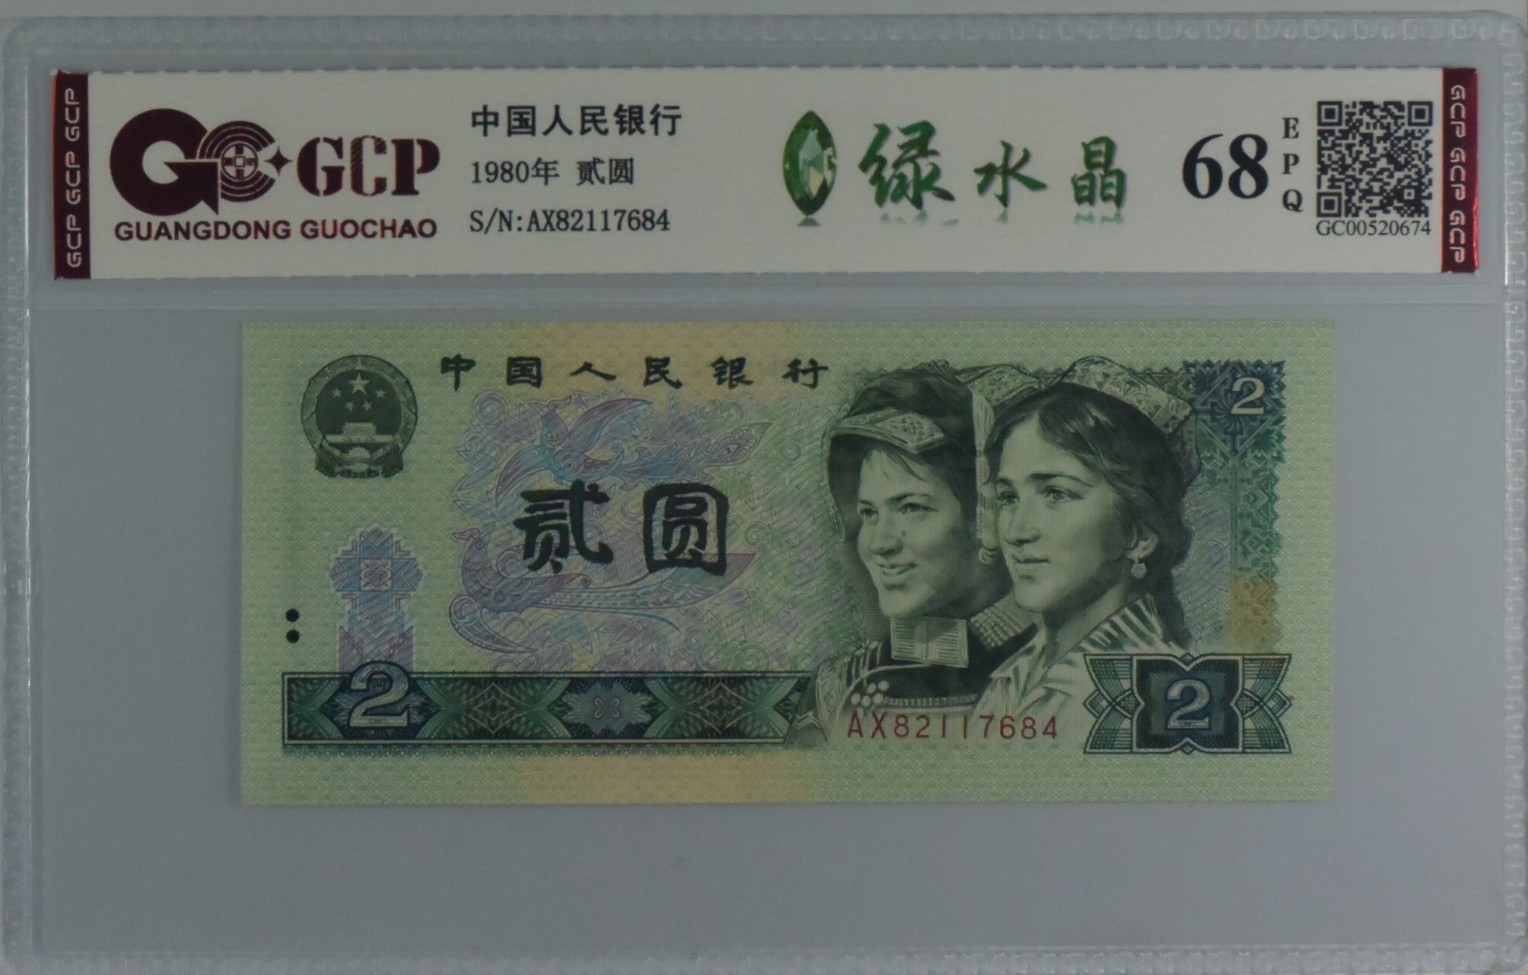 GCP GCP GCP
GCP
GUANGDONG GUOCHAO
中国人民银行
1980年 贰圆
S/N:AX82117684
绿水晶
68
EPQ
GC00520674
GCP GCP GCP
中国人民银行
2
贰圆
2
AX82117684
2